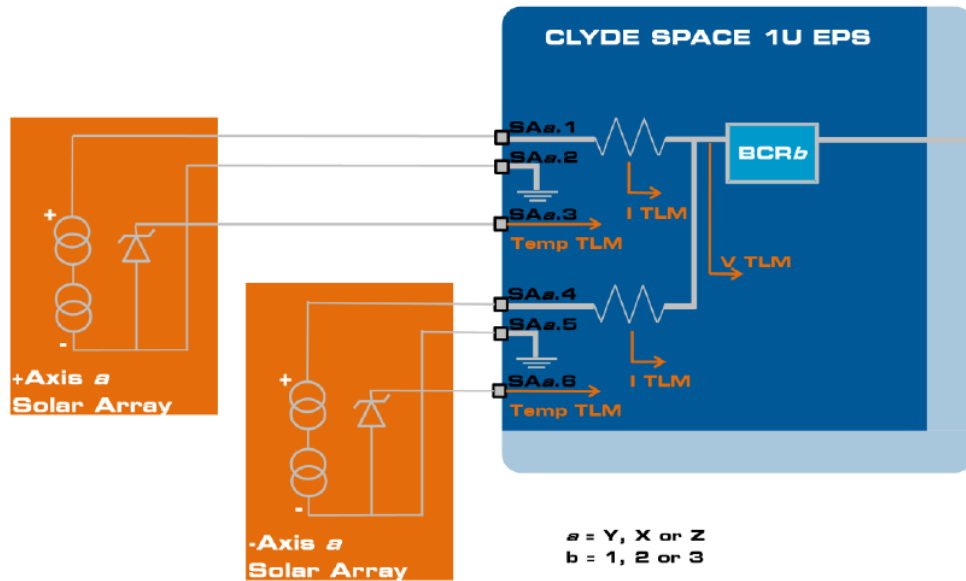 CLYDE SPACE 1U EPS
SAa.1
SAa.2
BCRb
I TLM
SAa.3
Temp TLM
V TLM
SAa.4
SAa.5
I TLM
SAa.6
Temp TLM
+
-
+Axis a
Solar Array
+
-
-Axis a
Solar Array
a = Y, X or Z
b = 1, 2 or 3